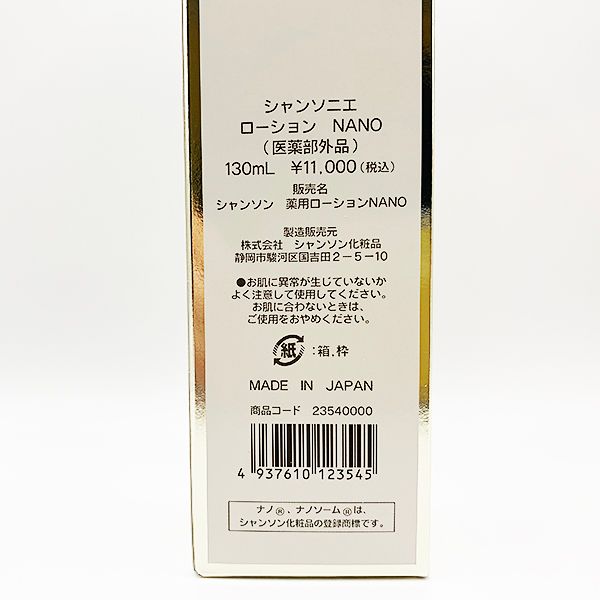 シャンソニエ
ローション NANO
(医薬部外品)
130mL ¥11,000(税込)
販売名
シャンソン 薬用ローションNANO
製造販売元
株式会社 シャンソン化粧品
静岡市駿河区国吉田2-5-10
●お肌に異常が生じていないか
よく注意して使用してください。
お肌に合わないときは、
ご使用をおやめください。
紙:箱,枠
MADE IN JAPAN
商品コード 23540000
4 937610 123545
ナノ®、ナノソーム®は、
シャンソン化粧品の登録商標です。